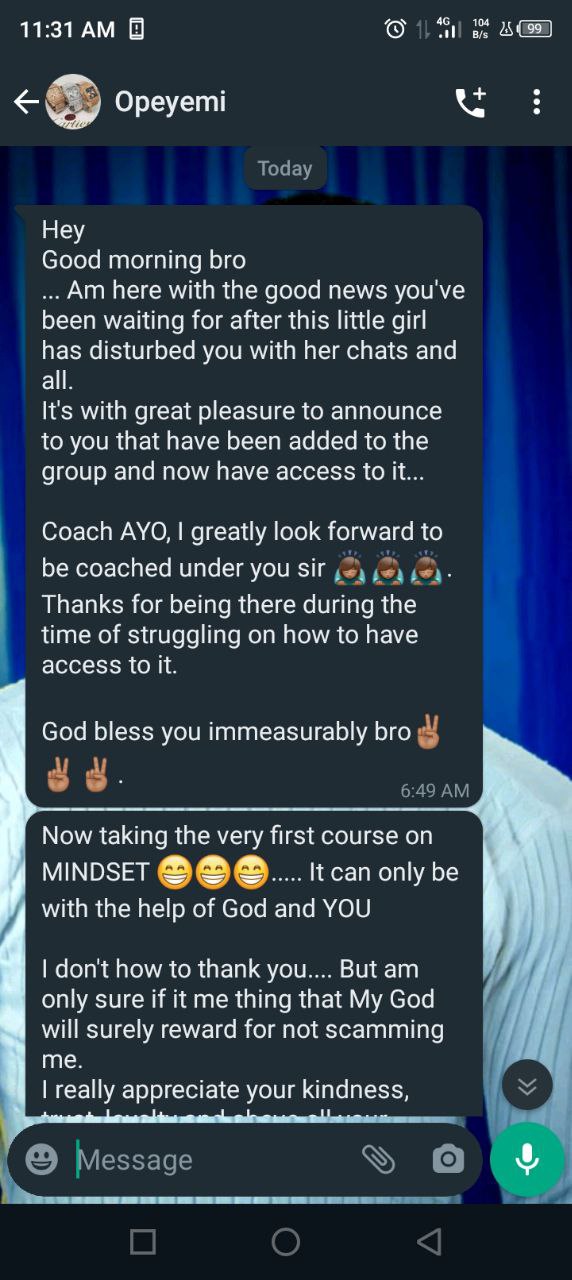 11:31 AM
4G 104 B/s 99
Opeyemi
Today
Hey
Good morning bro
... Am here with the good news you've
been waiting for after this little girl
has disturbed you with her chats and
all.
It's with great pleasure to announce
to you that have been added to the
group and now have access to it...
Coach AYO, I greatly look forward to
be coached under you sir 🙌🏽🙌🏽🙌🏽.
Thanks for being there during the
time of struggling on how to have
access to it.
God bless you immeasurably bro✌🏽
✌🏽✌🏽.
6:49 AM
Now taking the very first course on
MINDSET 😁😁😁..... It can only be
with the help of God and YOU
I don't how to thank you.... But am
only sure if it me thing that My God
will surely reward for not scamming
me.
I really appreciate your kindness,
trust, loyalty and above all your
Message